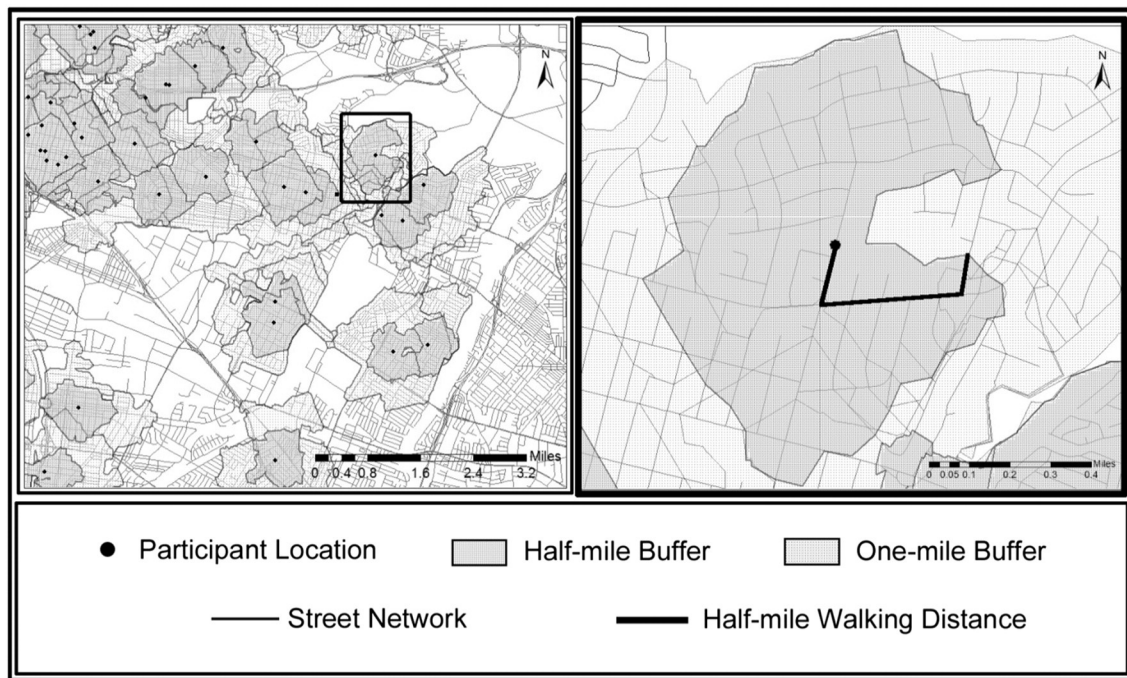 N
Miles
0 0.4 0.8 1.6 2.4 3.2
N
Miles
0 0.05 0.1 0.2 0.3 0.4
Participant Location
Half-mile Buffer
One-mile Buffer
Street Network
Half-mile Walking Distance